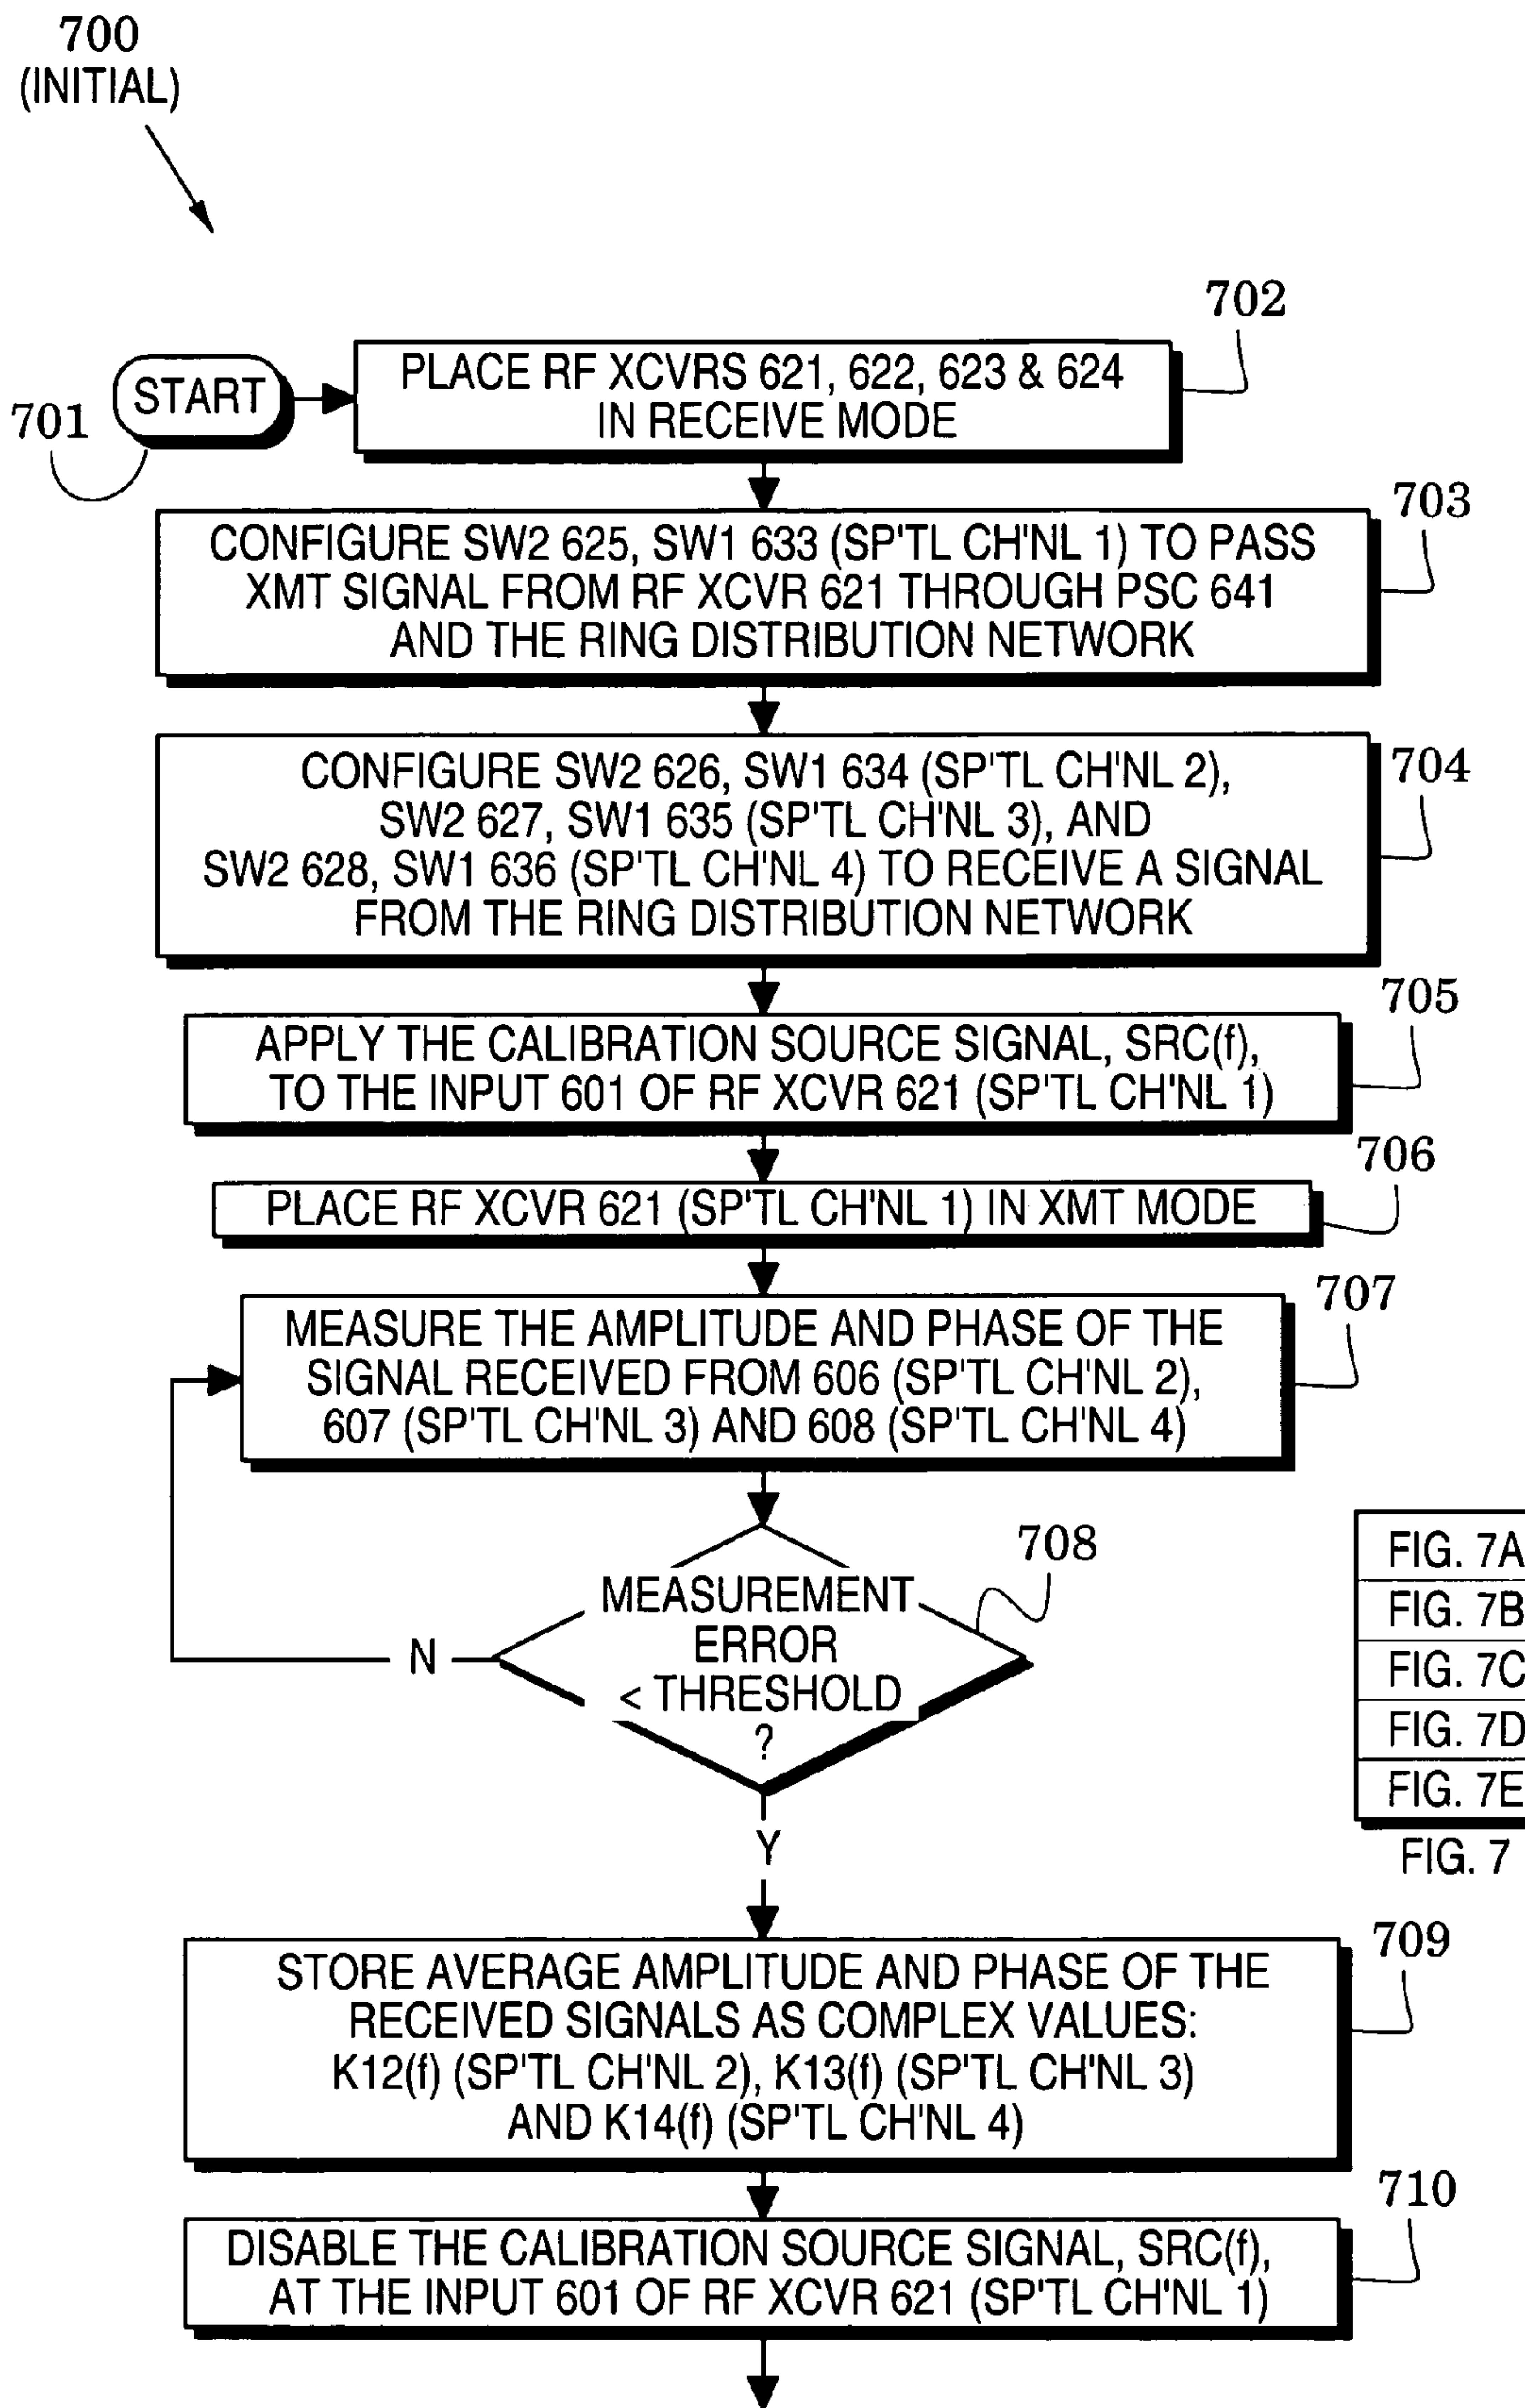 700
(INITIAL)
702
START
PLACE RF XCVRS 621, 622, 623 & 624
IN RECEIVE MODE
701
703
CONFIGURE SW2 625, SW1 633 (SP'TL CH'NL 1) TO PASS
XMT SIGNAL FROM RF XCVR 621 THROUGH PSC 641
AND THE RING DISTRIBUTION NETWORK
704
CONFIGURE SW2 626, SW1 634 (SP'TL CH'NL 2),
SW2 627, SW1 635 (SP'TL CH'NL 3), AND
SW2 628, SW1 636 (SP'TL CH'NL 4) TO RECEIVE A SIGNAL
FROM THE RING DISTRIBUTION NETWORK
705
APPLY THE CALIBRATION SOURCE SIGNAL, SRC(f),
TO THE INPUT 601 OF RF XCVR 621 (SP'TL CH'NL 1)
706
PLACE RF XCVR 621 (SP'TL CH'NL 1) IN XMT MODE
707
MEASURE THE AMPLITUDE AND PHASE OF THE
SIGNAL RECEIVED FROM 606 (SP'TL CH'NL 2),
607 (SP'TL CH'NL 3) AND 608 (SP'TL CH'NL 4)
708
MEASUREMENT
ERROR
< THRESHOLD
?
N
Y
FIG. 7A
FIG. 7B
FIG. 7C
FIG. 7D
FIG. 7E
FIG. 7
709
STORE AVERAGE AMPLITUDE AND PHASE OF THE
RECEIVED SIGNALS AS COMPLEX VALUES:
K12(f) (SP'TL CH'NL 2), K13(f) (SP'TL CH'NL 3)
AND K14(f) (SP'TL CH'NL 4)
710
DISABLE THE CALIBRATION SOURCE SIGNAL, SRC(f),
AT THE INPUT 601 OF RF XCVR 621 (SP'TL CH'NL 1)